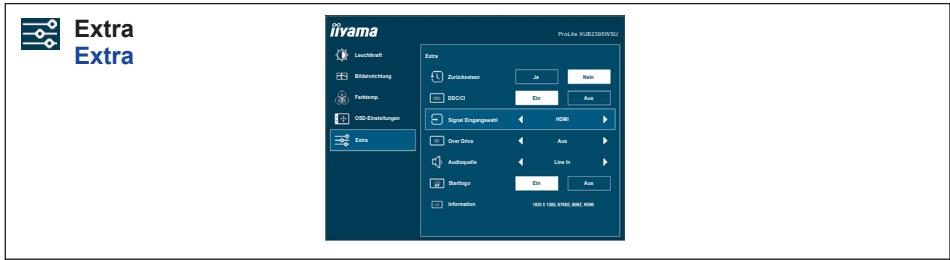 Extra
Extra
iiyama
ProLite XUB2395WSU
Leuchtkraft
Bildeinrichtung
Farbtemp.
OSD-Einstellungen
Extra
Extra
Zurücksetzen Ja Nein
DDC/CI Ein Aus
Signal Eingangswahl HDMI
Over Drive Aus
Audioquelle Line In
Startlogo Ein Aus
Information 1920 X 1080, 67KHZ, 60HZ, HDMI